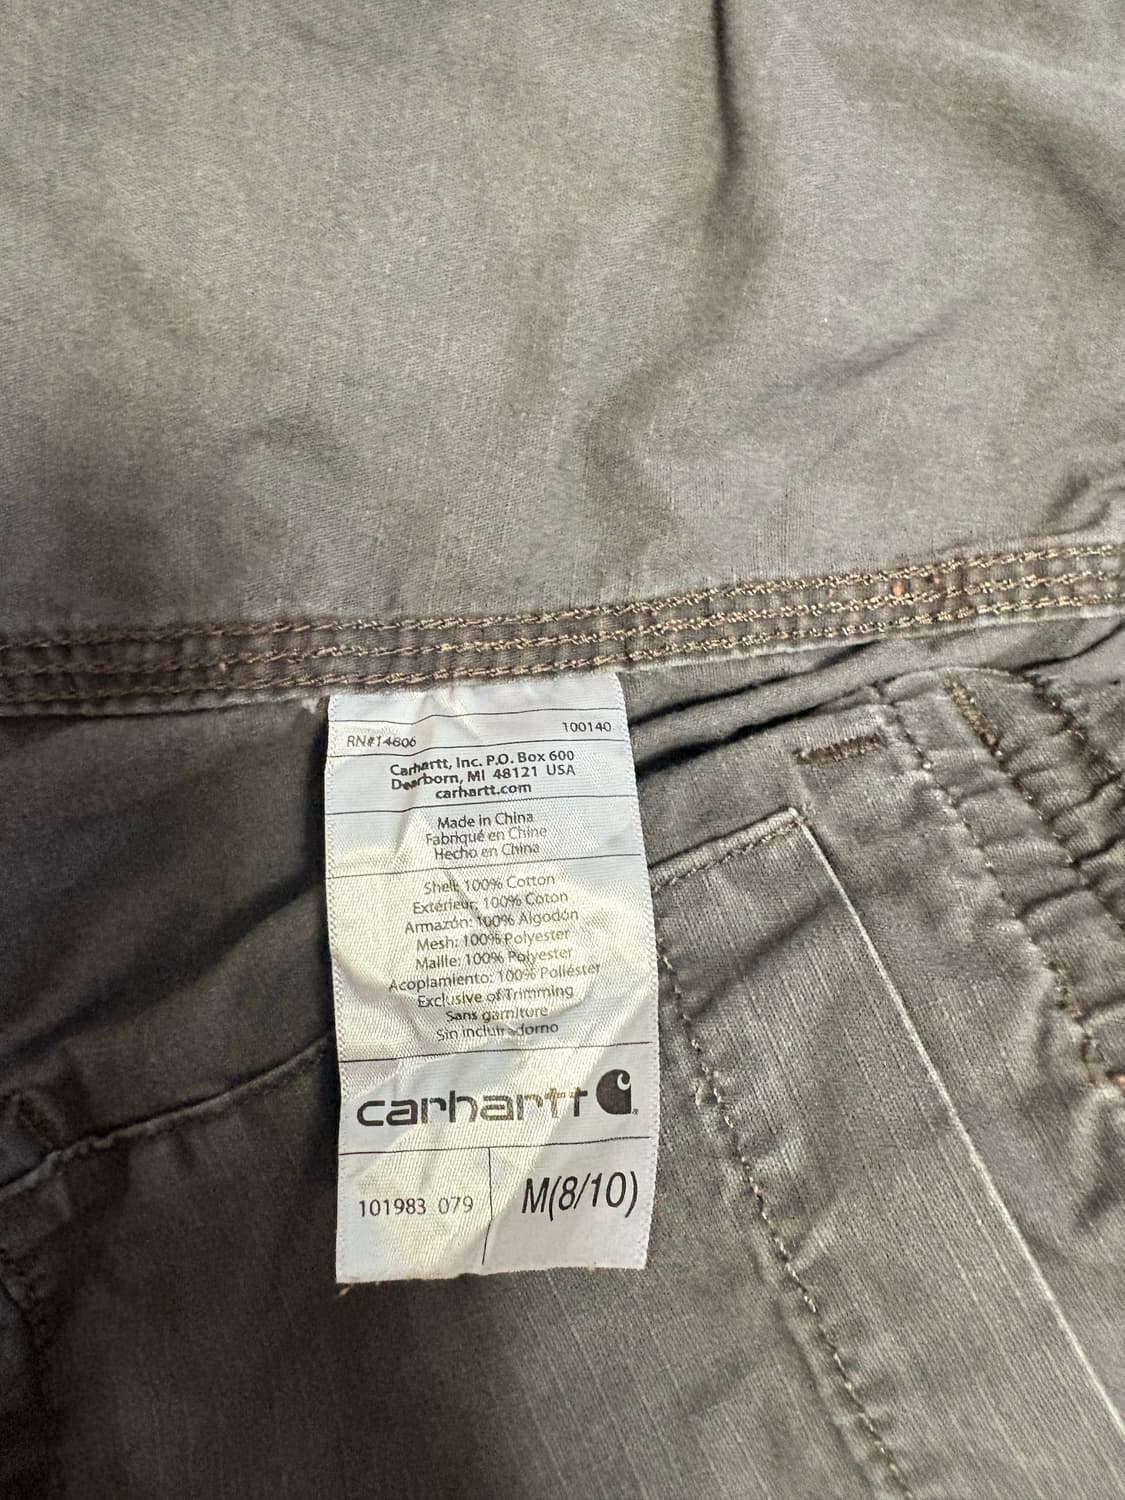 RN#14806 100140
Carhartt, Inc. P.O. Box 600
Dearborn, MI 48121 USA
carhartt.com
Made in China
Fabriqué en Chine
Hecho en China
Shell: 100% Cotton
Extérieur: 100% Coton
Armazón: 100% Algodón
Mesh: 100% Polyester
Maille: 100% Polyester
Acoplamiento: 100% Poliéster
Exclusive of Trimming
Sans garniture
Sin incluir adorno
carhartt
101983 079 M(8/10)